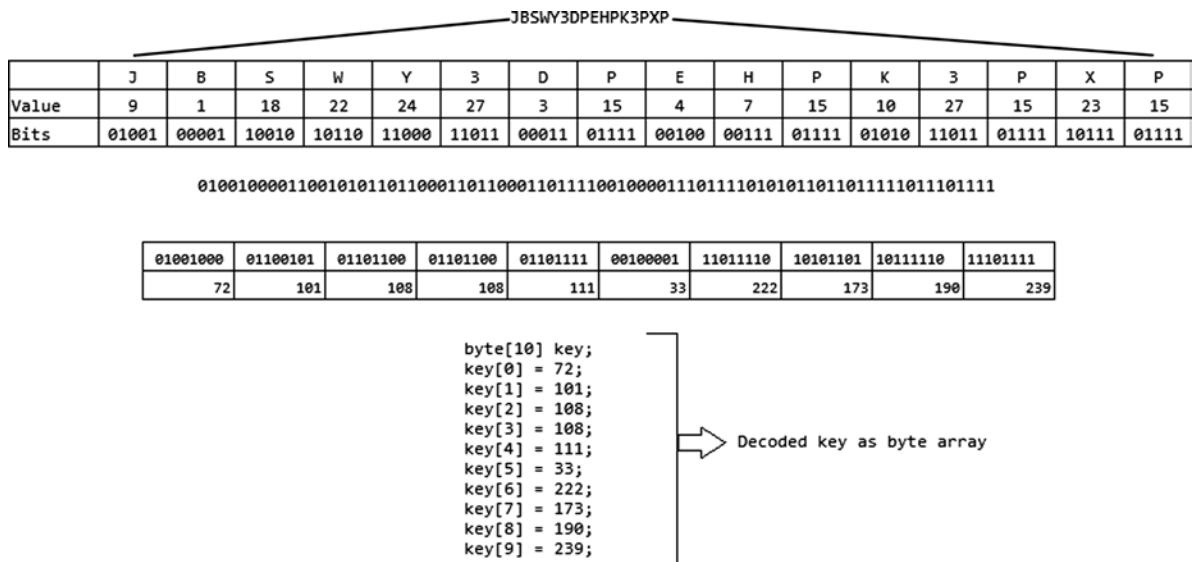 JBSWY3DPEHPK3PXP
J B S W Y 3 D P E H P K 3 P X P
Value 9 1 18 22 24 27 3 15 4 7 15 10 27 15 23 15
Bits 01001 00001 10010 10110 11000 11011 00011 01111 00100 00111 01111 01010 11011 01111 10111 01111
01001000011001010110110001101100011011110010000111011110101011011011111011101111
01001000 01100101 01101100 01101100 01101111 00100001 11011110 10101101 10111110 11101111
72 101 108 108 111 33 222 173 190 239
byte[10] key;
key[0] = 72;
key[1] = 101;
key[2] = 108;
key[3] = 108;
key[4] = 111;
Decoded key as byte array
key[5] = 33;
key[6] = 222;
key[7] = 173;
key[8] = 190;
key[9] = 239;